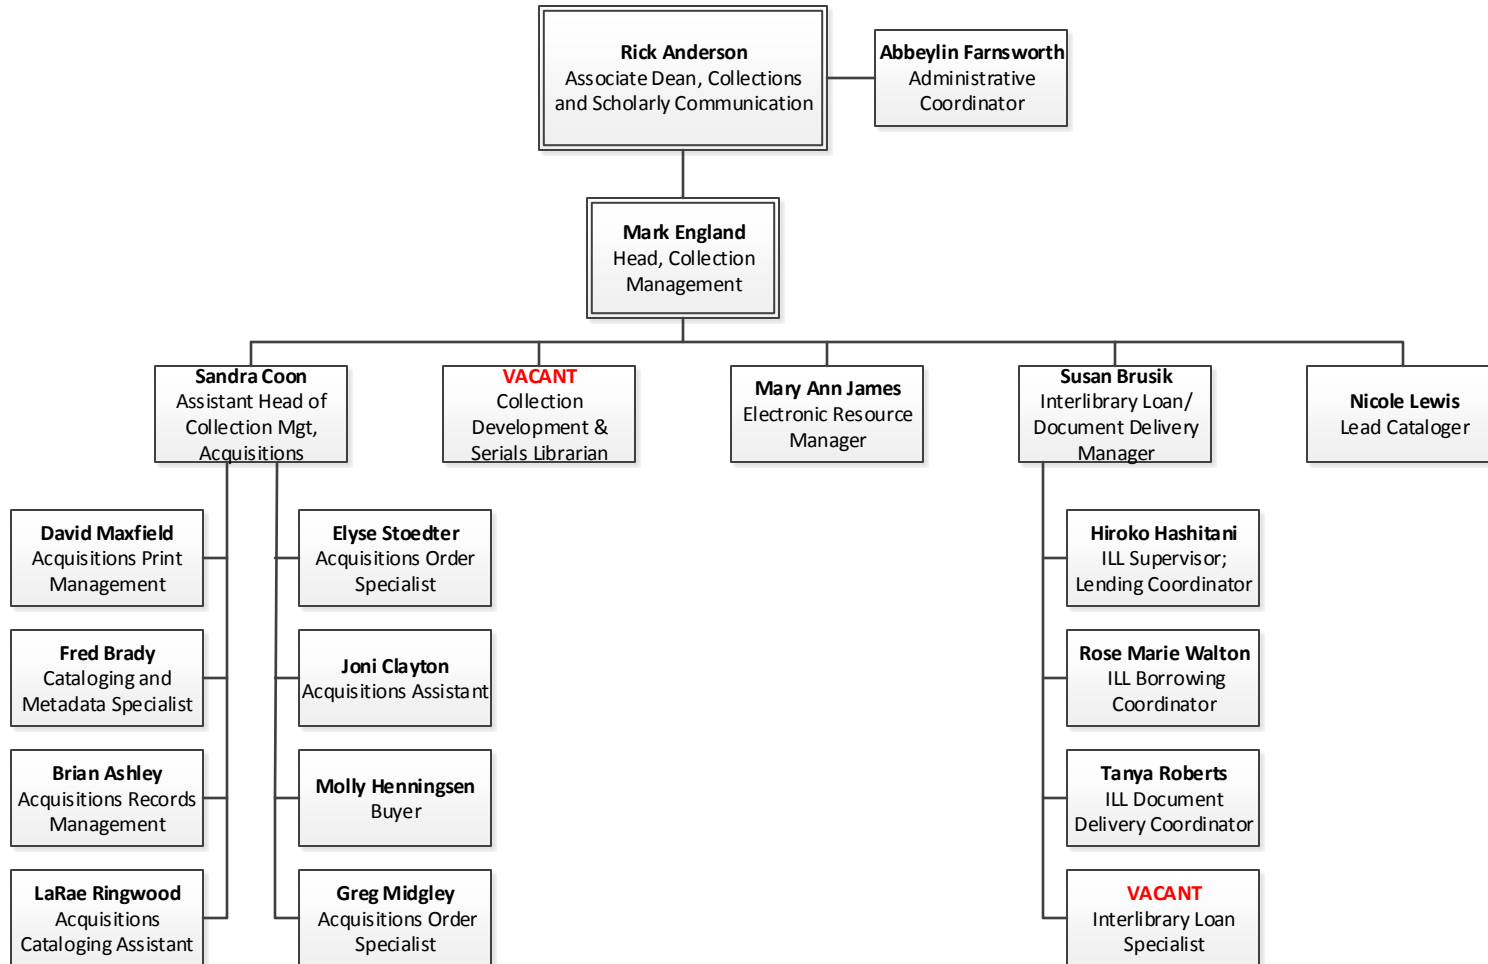 Rick Anderson
Associate Dean, Collections
and Scholarly Communication
Abbeylin Farnsworth
Administrative
Coordinator
Mark England
Head, Collection
Management
Sandra Coon
Assistant Head of
Collection Mgt,
Acquisitions
VACANT
Collection
Development &
Serials Librarian
Mary Ann James
Electronic Resource
Manager
Susan Brusik
Interlibrary Loan/
Document Delivery
Manager
Nicole Lewis
Lead Cataloger
David Maxfield
Acquisitions Print
Management
Elyse Stoedter
Acquisitions Order
Specialist
Hiroko Hashitani
ILL Supervisor;
Lending Coordinator
Fred Brady
Cataloging and
Metadata Specialist
Joni Clayton
Acquisitions Assistant
Rose Marie Walton
ILL Borrowing
Coordinator
Brian Ashley
Acquisitions Records
Management
Molly Henningsen
Buyer
Tanya Roberts
ILL Document
Delivery Coordinator
LaRae Ringwood
Acquisitions
Cataloging Assistant
Greg Midgley
Acquisitions Order
Specialist
VACANT
Interlibrary Loan
Specialist